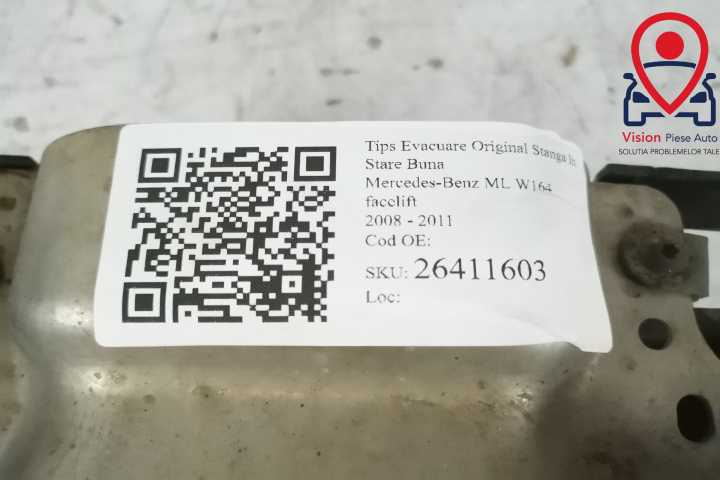 Tips Evacuare Original Stanga In
Stare Buna
Mercedes-Benz ML W164
facelift
2008 - 2011
Cod OE:
SKU: 26411603
Loc:
Vision Piese Auto
SOLUTIA PROBLEMELOR TALE